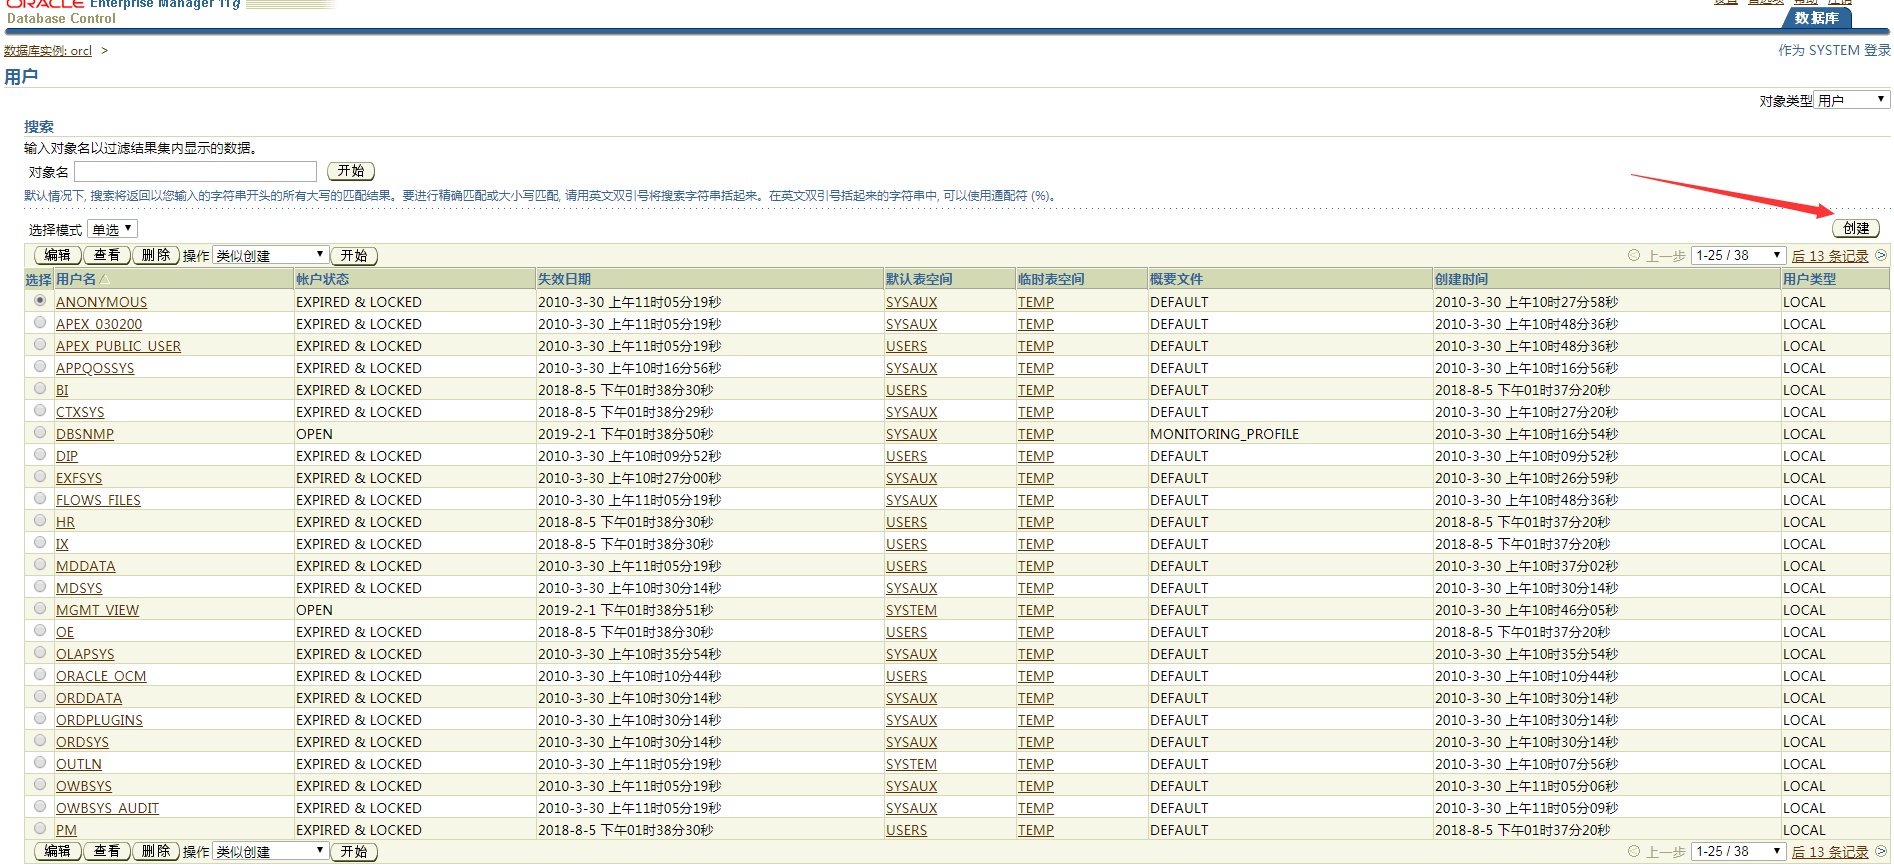 ORACLE Enterprise Manager 11g
Database Control
设置 首选项 帮助 注销
数据库
数据库实例: orcl >
作为 SYSTEM 登录
用户
对象类型 用户
搜索
输入对象名以过滤结果集内显示的数据。
对象名 开始
默认情况下, 搜索将返回以您输入的字符串开头的所有大写的匹配结果。要进行精确匹配或大小写匹配, 请用英文双引号将搜索字符串括起来。在英文双引号括起来的字符串中, 可以使用通配符 (%)。
选择模式 单选
创建
编辑 查看 删除 操作 类似创建 开始 上一步 1-25 / 38 后 13 条记录
选择 用户名 帐户状态 失效日期 默认表空间 临时表空间 概要文件 创建时间 用户类型
ANONYMOUS EXPIRED & LOCKED 2010-3-30 上午11时05分19秒 SYSAUX TEMP DEFAULT 2010-3-30 上午10时27分58秒 LOCAL
APEX_030200 EXPIRED & LOCKED 2010-3-30 上午11时05分19秒 SYSAUX TEMP DEFAULT 2010-3-30 上午10时48分36秒 LOCAL
APEX_PUBLIC_USER EXPIRED & LOCKED 2010-3-30 上午11时05分19秒 USERS TEMP DEFAULT 2010-3-30 上午10时48分36秒 LOCAL
APPQOSSYS EXPIRED & LOCKED 2010-3-30 上午10时16分56秒 SYSAUX TEMP DEFAULT 2010-3-30 上午10时16分56秒 LOCAL
BI EXPIRED & LOCKED 2018-8-5 下午01时38分30秒 USERS TEMP DEFAULT 2018-8-5 下午01时37分20秒 LOCAL
CTXSYS EXPIRED & LOCKED 2018-8-5 下午01时38分29秒 SYSAUX TEMP DEFAULT 2010-3-30 上午10时27分20秒 LOCAL
DBSNMP OPEN 2019-2-1 下午01时38分50秒 SYSAUX TEMP MONITORING_PROFILE 2010-3-30 上午10时16分54秒 LOCAL
DIP EXPIRED & LOCKED 2010-3-30 上午10时09分52秒 USERS TEMP DEFAULT 2010-3-30 上午10时09分52秒 LOCAL
EXFSYS EXPIRED & LOCKED 2010-3-30 上午10时27分00秒 SYSAUX TEMP DEFAULT 2010-3-30 上午10时26分59秒 LOCAL
FLOWS_FILES EXPIRED & LOCKED 2010-3-30 上午11时05分19秒 SYSAUX TEMP DEFAULT 2010-3-30 上午10时48分36秒 LOCAL
HR EXPIRED & LOCKED 2018-8-5 下午01时38分30秒 USERS TEMP DEFAULT 2018-8-5 下午01时37分20秒 LOCAL
IX EXPIRED & LOCKED 2018-8-5 下午01时38分30秒 USERS TEMP DEFAULT 2018-8-5 下午01时37分20秒 LOCAL
MDDATA EXPIRED & LOCKED 2010-3-30 上午11时05分19秒 USERS TEMP DEFAULT 2010-3-30 上午10时37分02秒 LOCAL
MDSYS EXPIRED & LOCKED 2010-3-30 上午10时30分14秒 SYSAUX TEMP DEFAULT 2010-3-30 上午10时30分14秒 LOCAL
MGMT_VIEW OPEN 2019-2-1 下午01时38分51秒 SYSTEM TEMP DEFAULT 2010-3-30 上午10时46分05秒 LOCAL
OE EXPIRED & LOCKED 2018-8-5 下午01时38分30秒 USERS TEMP DEFAULT 2018-8-5 下午01时37分20秒 LOCAL
OLAPSYS EXPIRED & LOCKED 2010-3-30 上午10时35分54秒 SYSAUX TEMP DEFAULT 2010-3-30 上午10时35分54秒 LOCAL
ORACLE_OCM EXPIRED & LOCKED 2010-3-30 上午10时10分44秒 USERS TEMP DEFAULT 2010-3-30 上午10时10分44秒 LOCAL
ORDDATA EXPIRED & LOCKED 2010-3-30 上午10时30分14秒 SYSAUX TEMP DEFAULT 2010-3-30 上午10时30分14秒 LOCAL
ORDPLUGINS EXPIRED & LOCKED 2010-3-30 上午10时30分14秒 SYSAUX TEMP DEFAULT 2010-3-30 上午10时30分14秒 LOCAL
ORDSYS EXPIRED & LOCKED 2010-3-30 上午10时30分14秒 SYSAUX TEMP DEFAULT 2010-3-30 上午10时30分14秒 LOCAL
OUTLN EXPIRED & LOCKED 2010-3-30 上午11时05分19秒 SYSTEM TEMP DEFAULT 2010-3-30 上午10时07分56秒 LOCAL
OWBSYS EXPIRED & LOCKED 2010-3-30 上午11时05分19秒 SYSAUX TEMP DEFAULT 2010-3-30 上午11时05分06秒 LOCAL
OWBSYS_AUDIT EXPIRED & LOCKED 2010-3-30 上午11时05分19秒 SYSAUX TEMP DEFAULT 2010-3-30 上午11时05分09秒 LOCAL
PM EXPIRED & LOCKED 2018-8-5 下午01时38分30秒 USERS TEMP DEFAULT 2018-8-5 下午01时37分20秒 LOCAL
编辑 查看 删除 操作 类似创建 开始 上一步 1-25 / 38 后 13 条记录